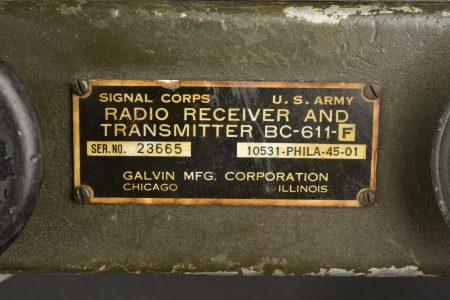 SIGNAL CORPS U.S. ARMY
RADIO RECEIVER AND
TRANSMITTER BC-611-F
SER. NO. 23665 10531-PHILA-45-01
GALVIN MFG. CORPORATION
CHICAGO ILLINOIS